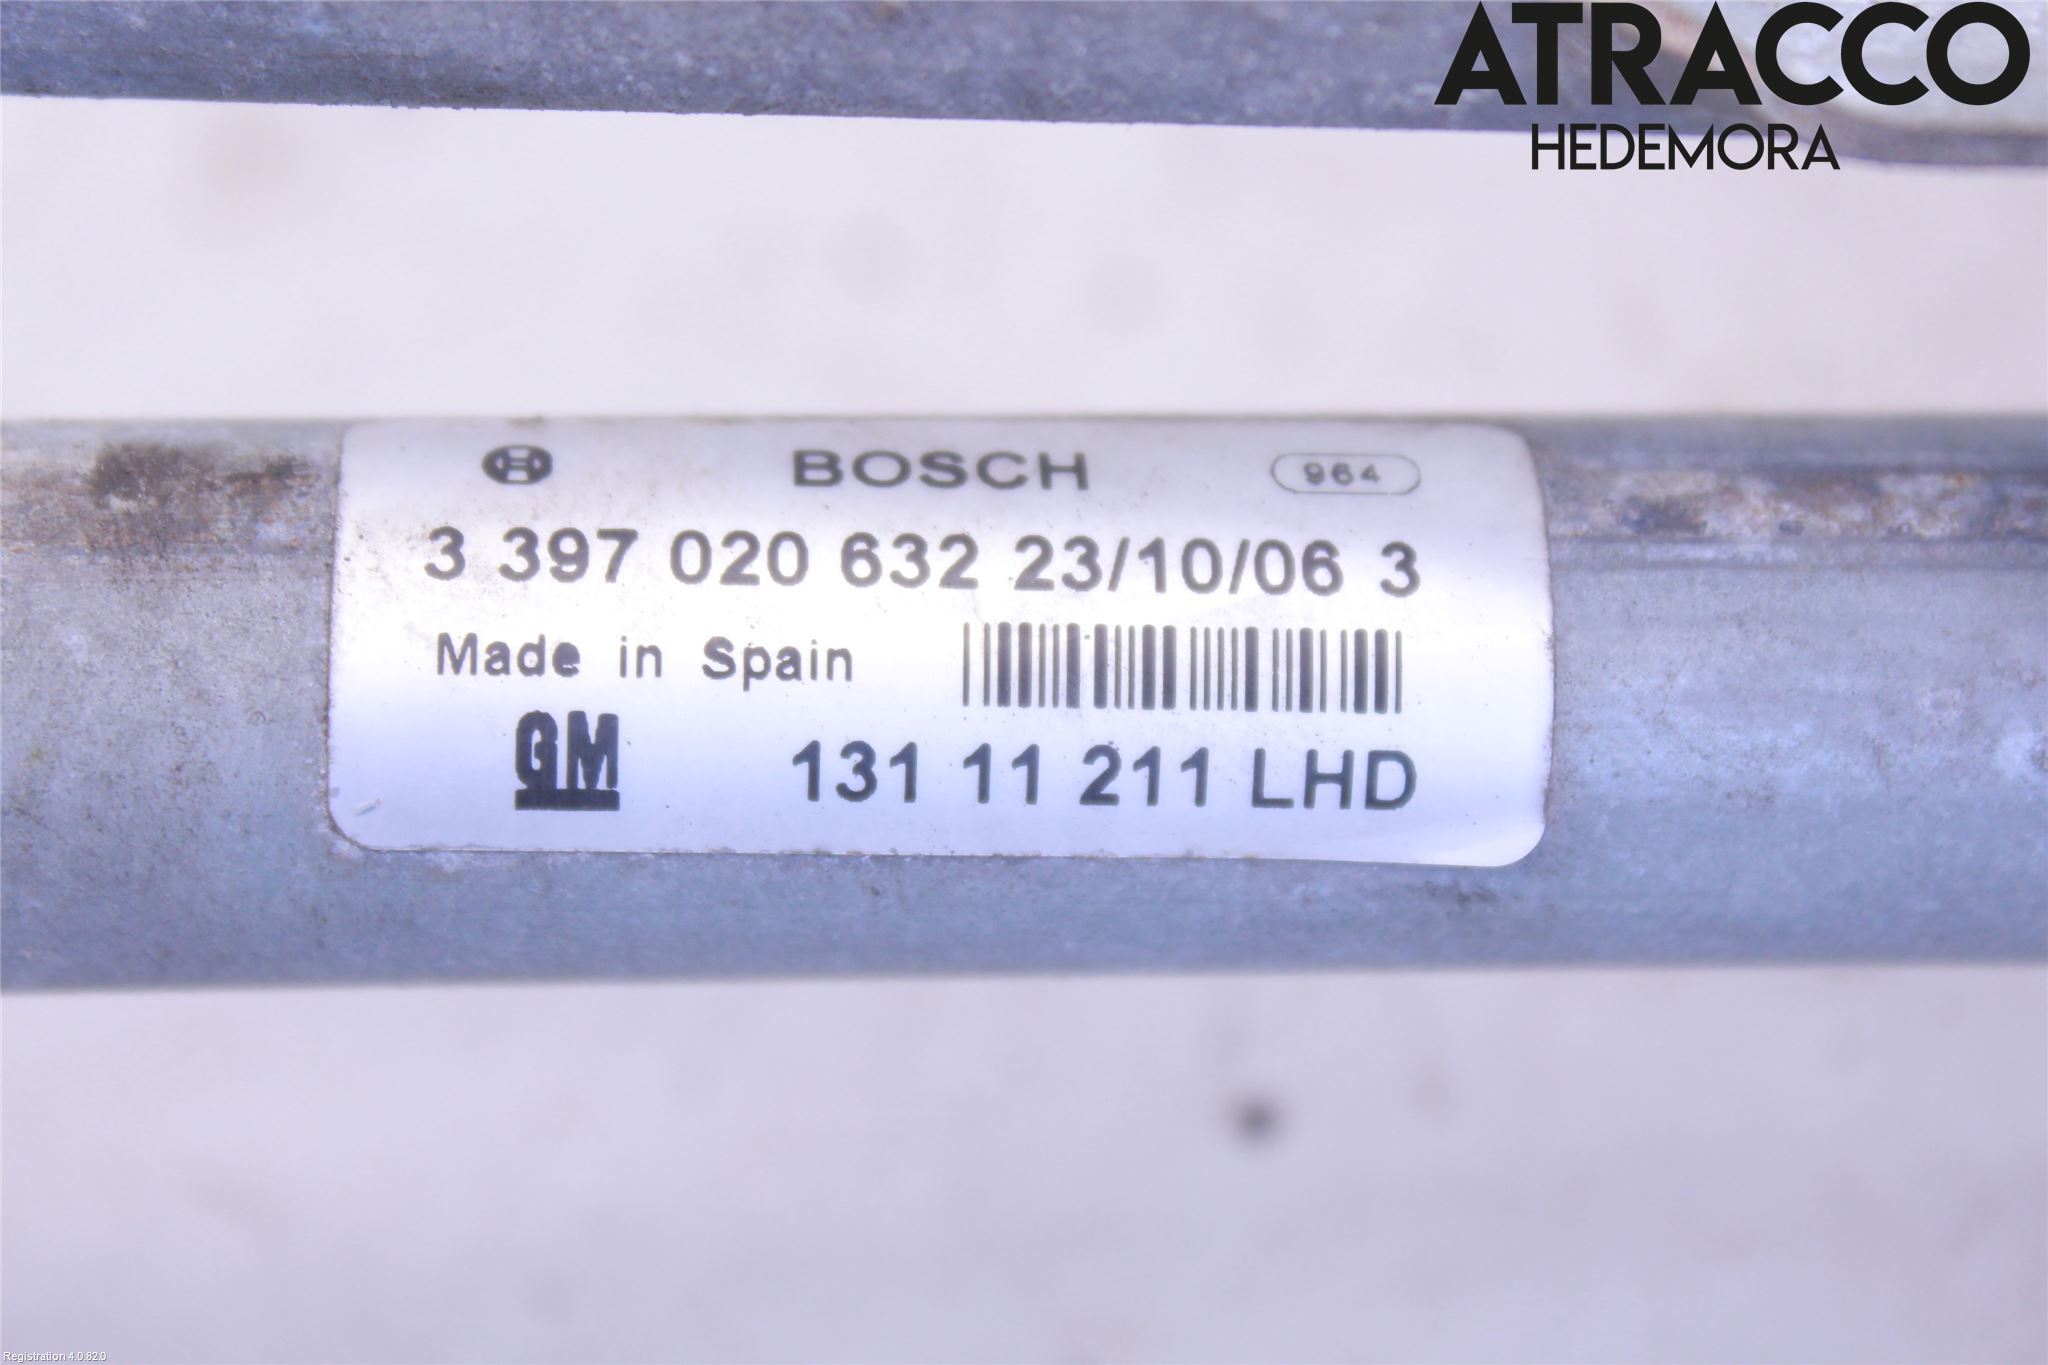 ATRACCO
HEDEMORA
BOSCH 964
3 397 020 632 23/10/06 3
Made in Spain
GM 131 11 211 LHD
Registration 4.0.82.0